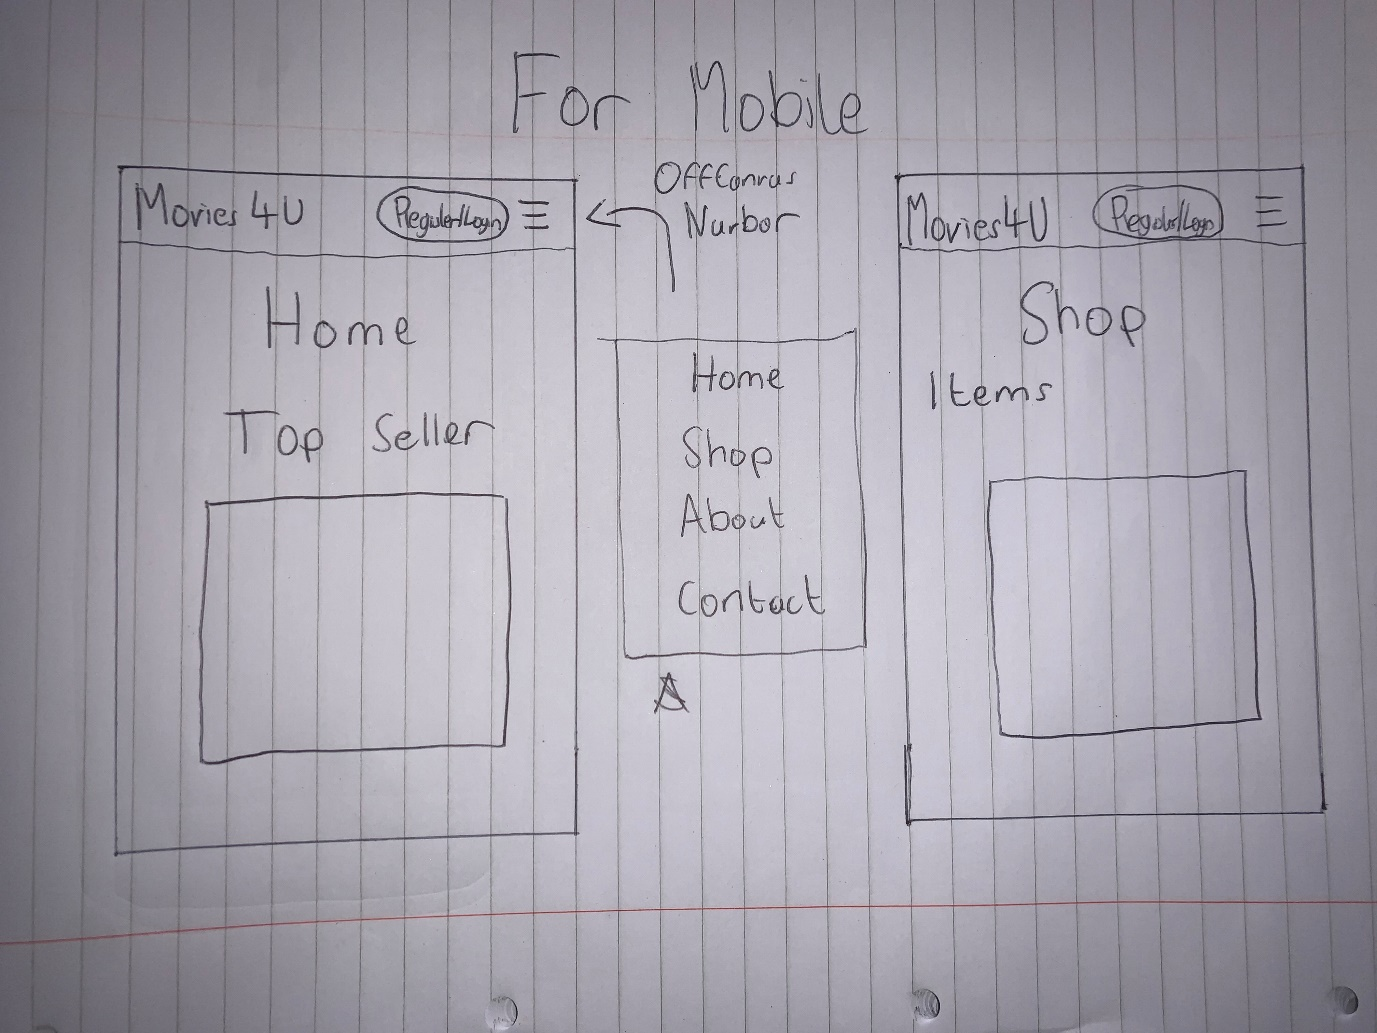 For Mobile
Movies 4U
OffCanvas
Navbar
Home
Top Seller
Home
Shop
About
Contact
Movies4U
Shop
Items